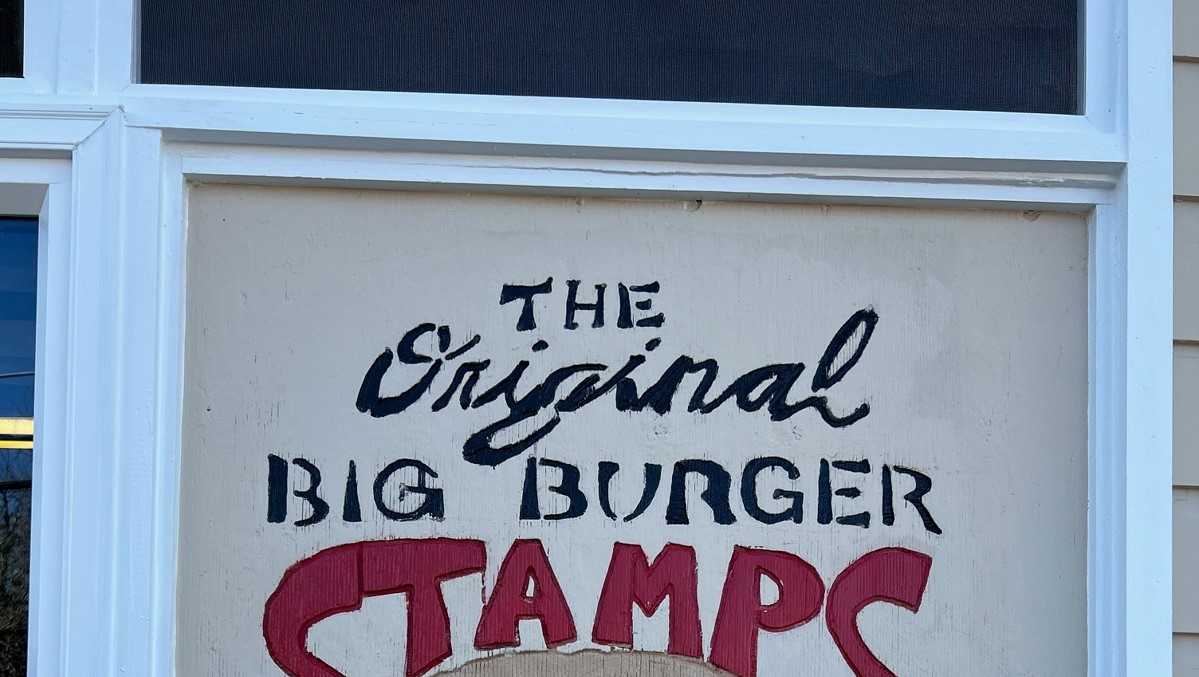 THE
Original
BIG BURGER
STAMPS